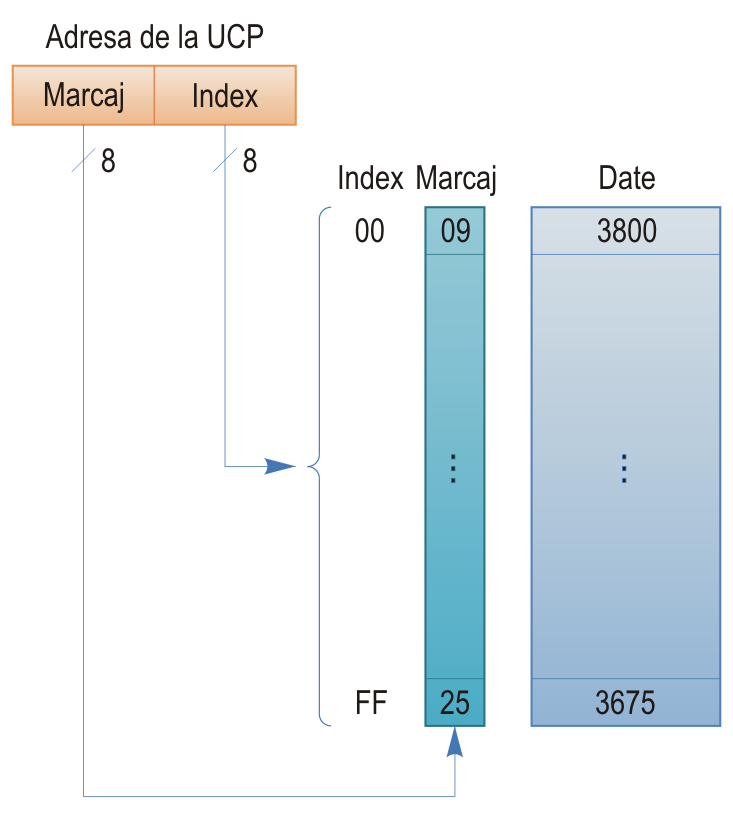 Adresa de la UCP
Marcaj Index
8 8
Index Marcaj Date
00 09 3800
⋮ ⋮
FF 25 3675